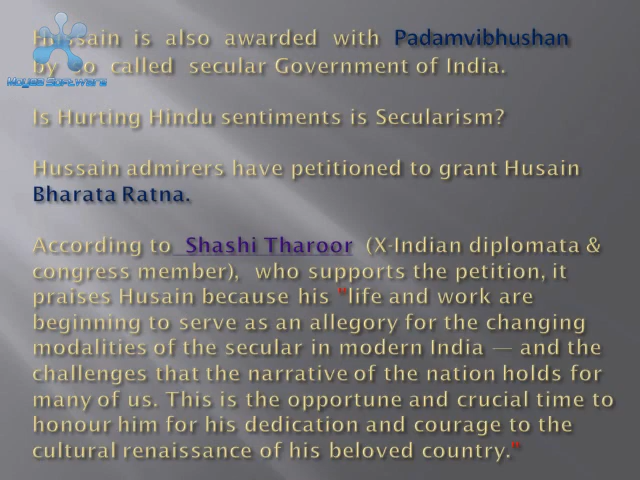 Hussain is also awarded with Padamvibhushan
by so called secular Government of India.
Moyea Software
Is Hurting Hindu sentiments is Secularism?
Hussain admirers have petitioned to grant Husain
Bharata Ratna.
According to Shashi Tharoor (X-Indian diplomata &
congress member), who supports the petition, it
praises Husain because his "life and work are
beginning to serve as an allegory for the changing
modalities of the secular in modern India — and the
challenges that the narrative of the nation holds for
many of us. This is the opportune and crucial time to
honour him for his dedication and courage to the
cultural renaissance of his beloved country."